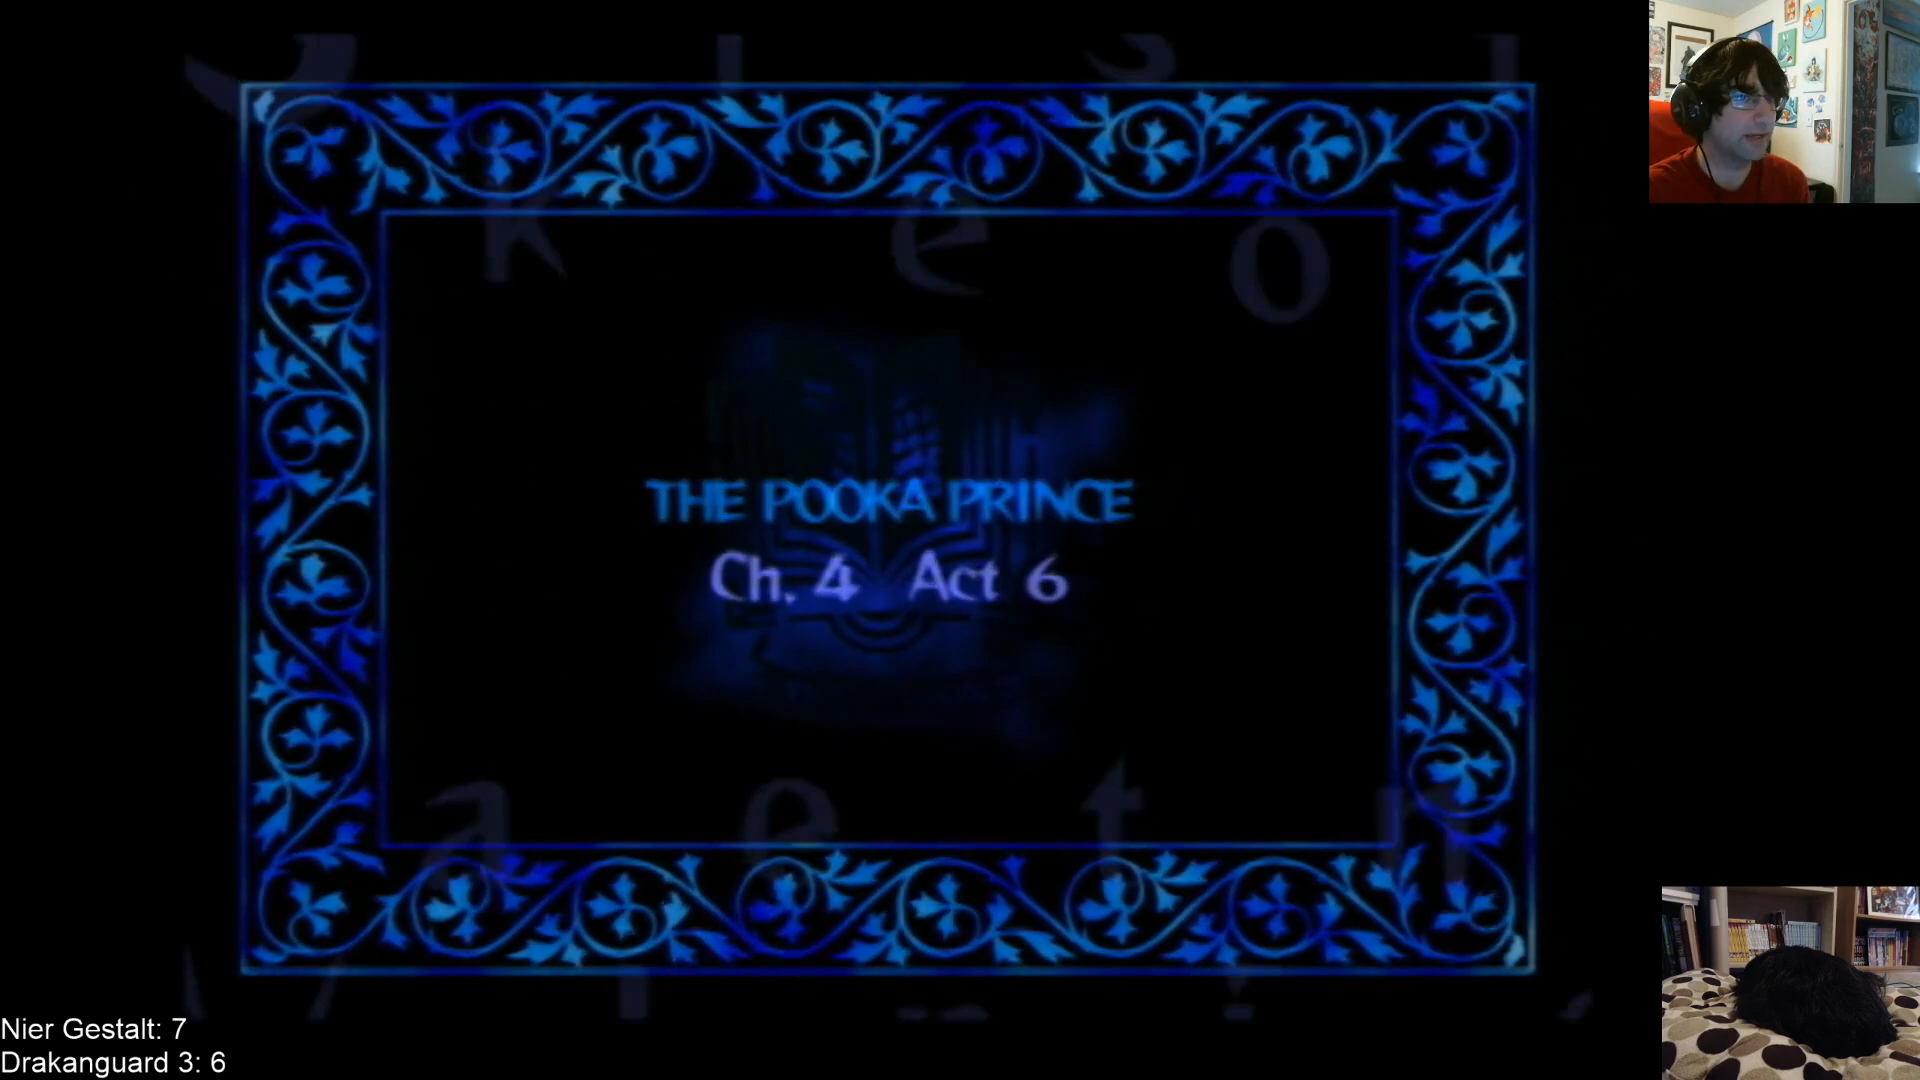 k e o
THE POOKA PRINCE
Ch. 4 Act 6
a e t n
Nier Gestalt: 7
Drakanguard 3: 6